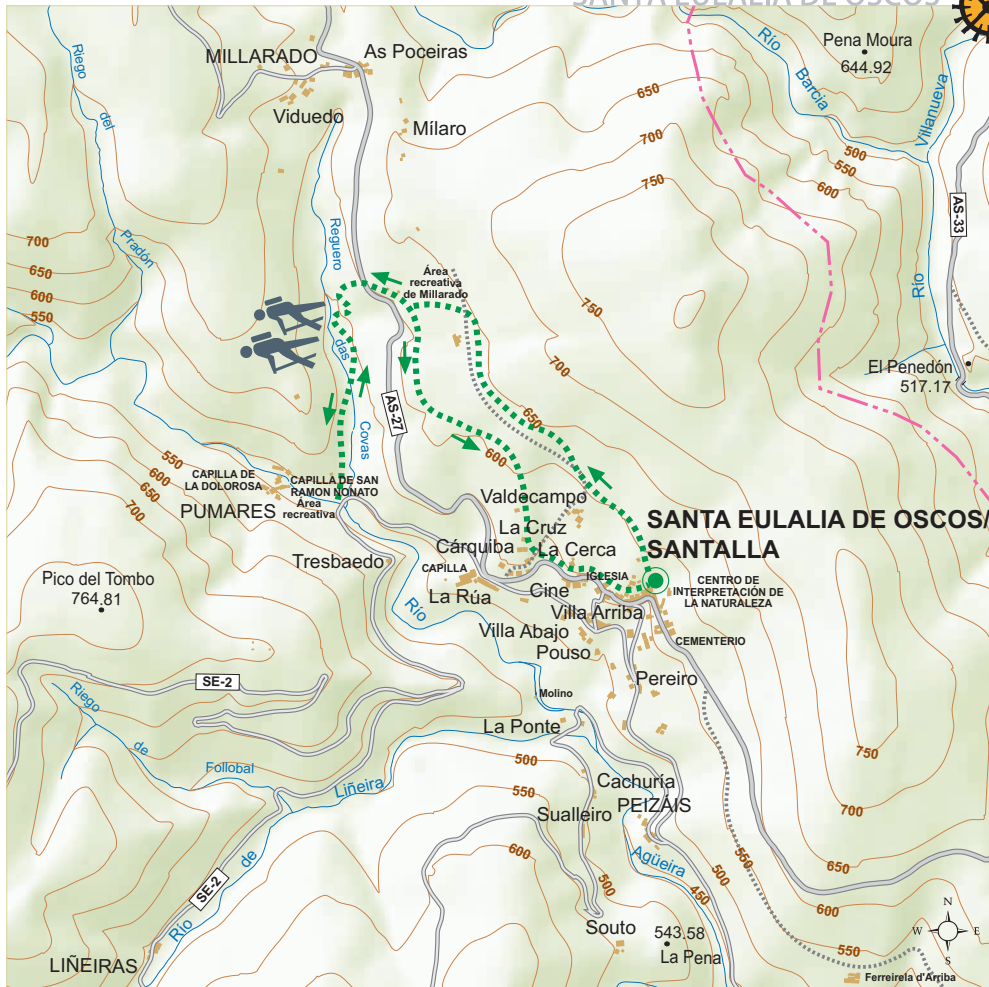 SANTA EULALIA DE OSCOS
MILLARADO
As Poceiras
Viduedo
Mílaro
Riego
del
Pradón
Río
Barcia
Pena Moura
644.92
Villanueva
Río
AS-33
650
700
750
500
550
600
700
650
600
550
Reguero
das
Covas
Área
recreativa
de Millarado
750
700
El Penedón
517.17
AS-27
650
600
550
600
650
700
CAPILLA DE
LA DOLOROSA
CAPILLA DE SAN
RAMON NONATO
Área
recreativa
PUMARES
Valdecampo
La Cruz
Cárquiba
La Cerca
SANTA EULALIA DE OSCOS/
SANTALLA
Tresbaedo
CAPILLA
La Rúa
Cine
IGLESIA
CENTRO DE
INTERPRETACIÓN DE
LA NATURALEZA
Pico del Tombo
764.81
Río
Villa Arriba
Villa Abajo
Pouso
CEMENTERIO
Pereiro
SE-2
Molino
La Ponte
Riego
de
Follobal
500
550
600
Liñeira
de
Río
SE-2
Cachuría
PEIZÁIS
Sualleiro
Agüeira
500
450
500
550
750
700
650
600
550
Souto
543.58
La Pena
LIÑEIRAS
N
W
E
S
Ferreirela d'Arriba